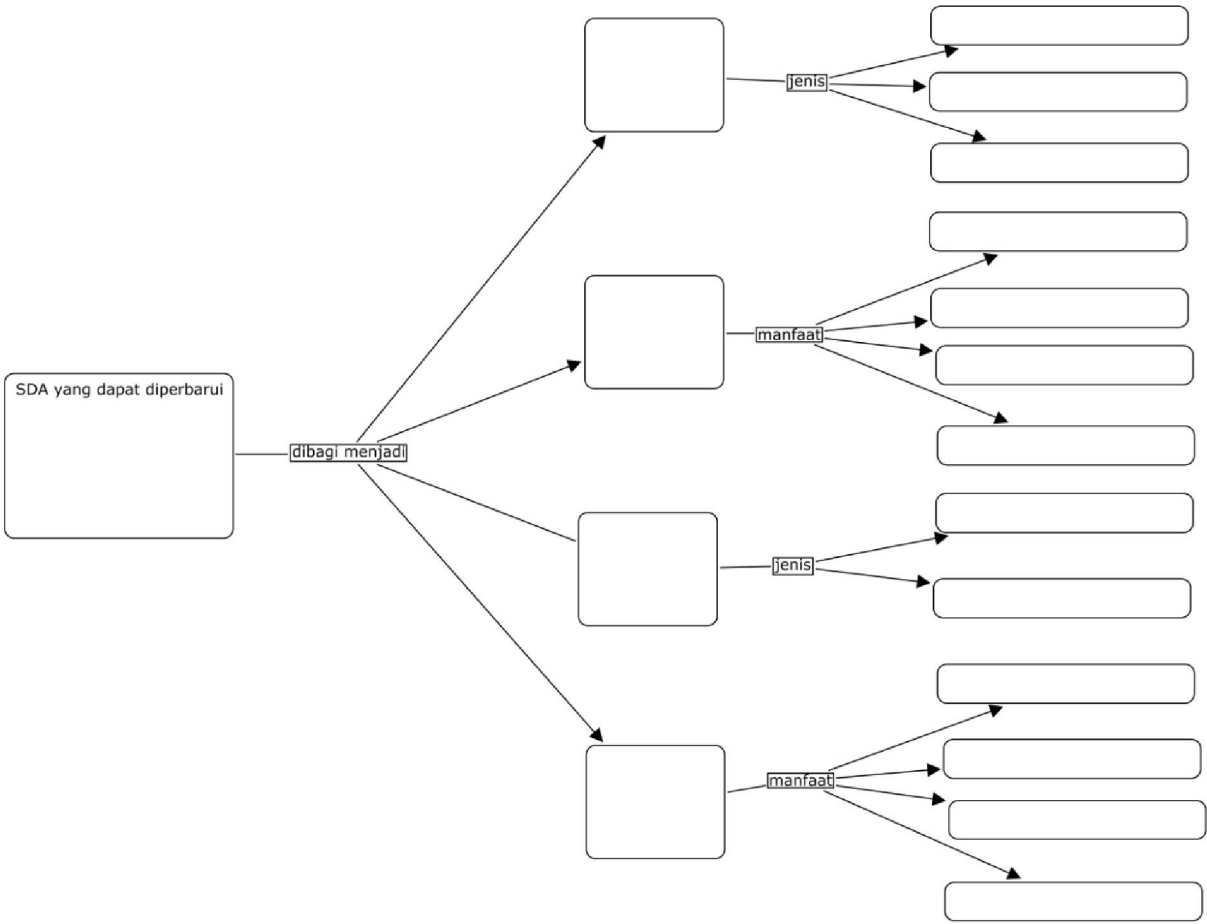 jenis
manfaat
SDA yang dapat diperbarui
dibagi menjadi
jenis
manfaat